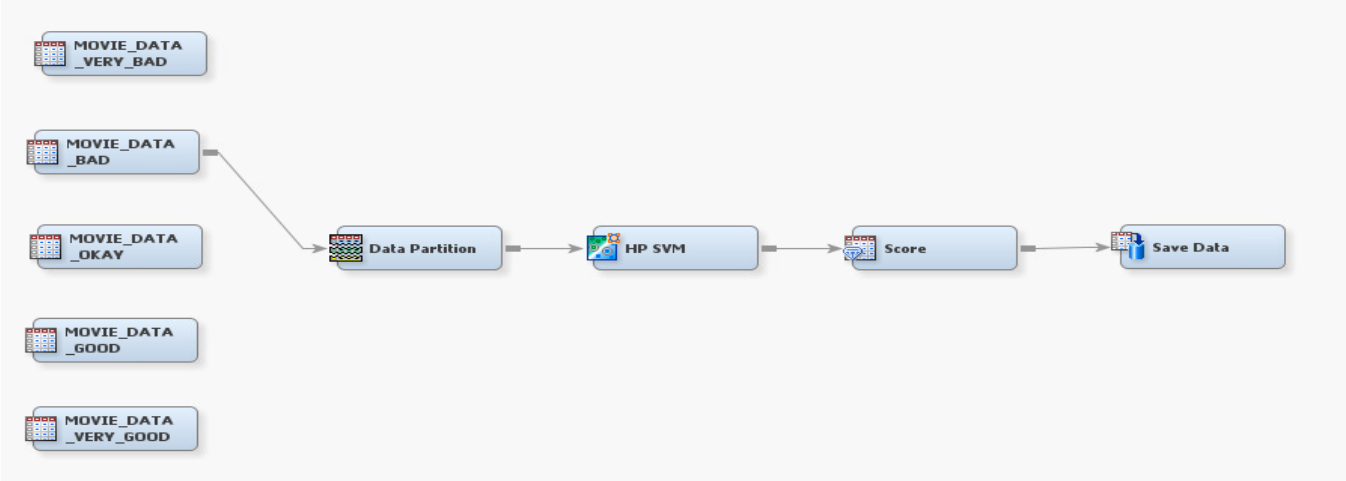 MOVIE_DATA
_VERY_BAD
MOVIE_DATA
_BAD
MOVIE_DATA
_OKAY
Data Partition
HP SVM
Score
Save Data
MOVIE_DATA
_GOOD
MOVIE_DATA
_VERY_GOOD